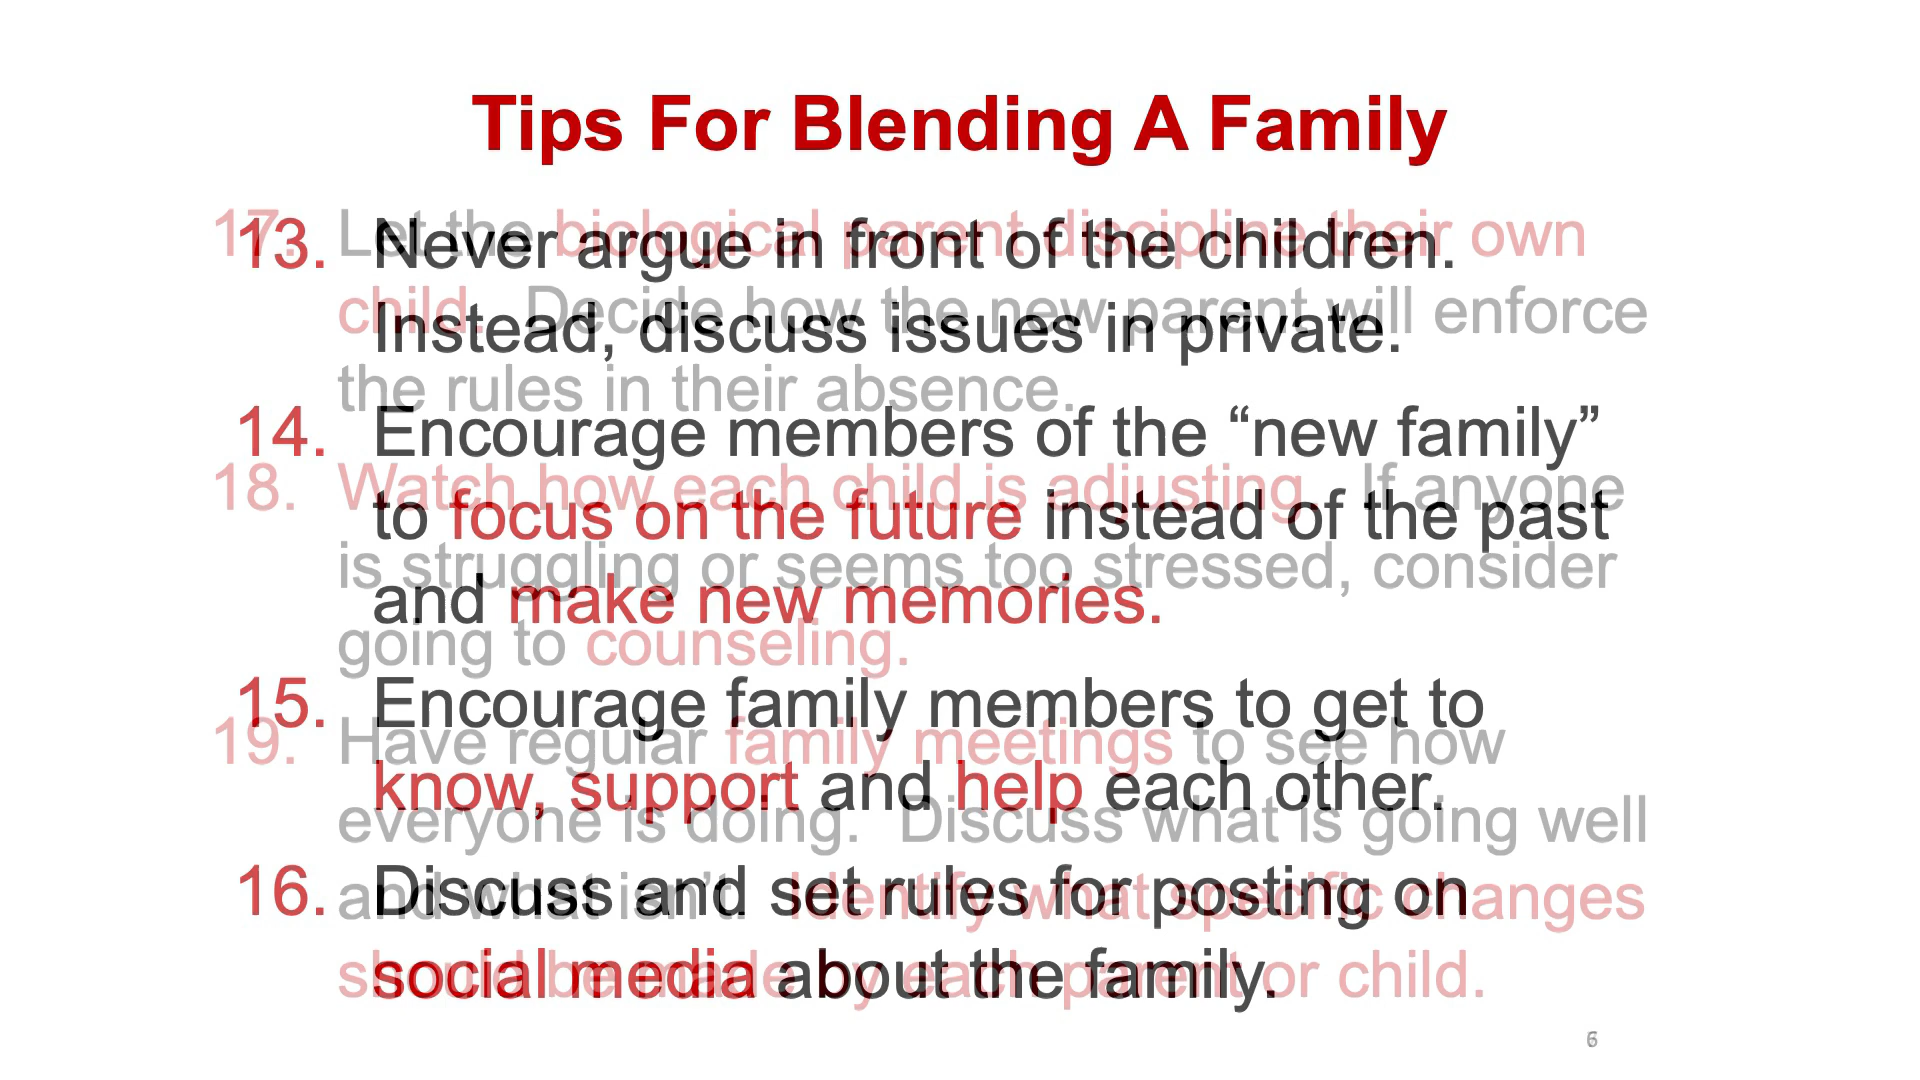 Tips For Blending A Family
13. Never argue in front of the children.
Instead, discuss issues in private.
14. Encourage members of the “new family”
to focus on the future instead of the past
and make new memories.
15. Encourage family members to get to
know, support and help each other.
16. Discuss and set rules for posting on
social media about the family.
17. Let the biological parent discipline their own
child. Decide how the new parent will enforce
the rules in their absence.
18. Watch how each child is adjusting. If anyone
is struggling or seems too stressed, consider
going to counseling.
19. Have regular family meetings to see how
everyone is doing. Discuss what is going well
and what isn’t. Identify what specific changes
should be made by each parent or child.